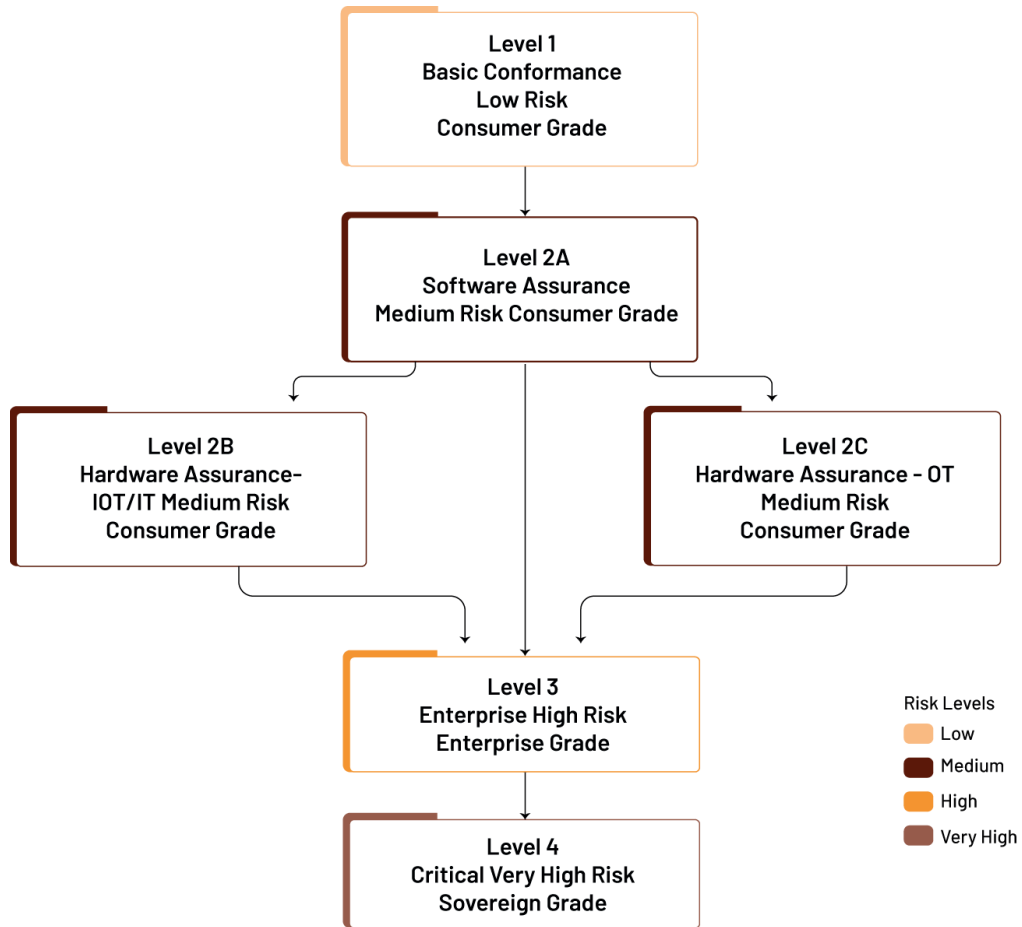 Level 1
Basic Conformance
Low Risk
Consumer Grade
Level 2A
Software Assurance
Medium Risk Consumer Grade
Level 2B
Hardware Assurance-
IOT/IT Medium Risk
Consumer Grade
Level 2C
Hardware Assurance - OT
Medium Risk
Consumer Grade
Level 3
Enterprise High Risk
Enterprise Grade
Level 4
Critical Very High Risk
Sovereign Grade
Risk Levels
Low
Medium
High
Very High